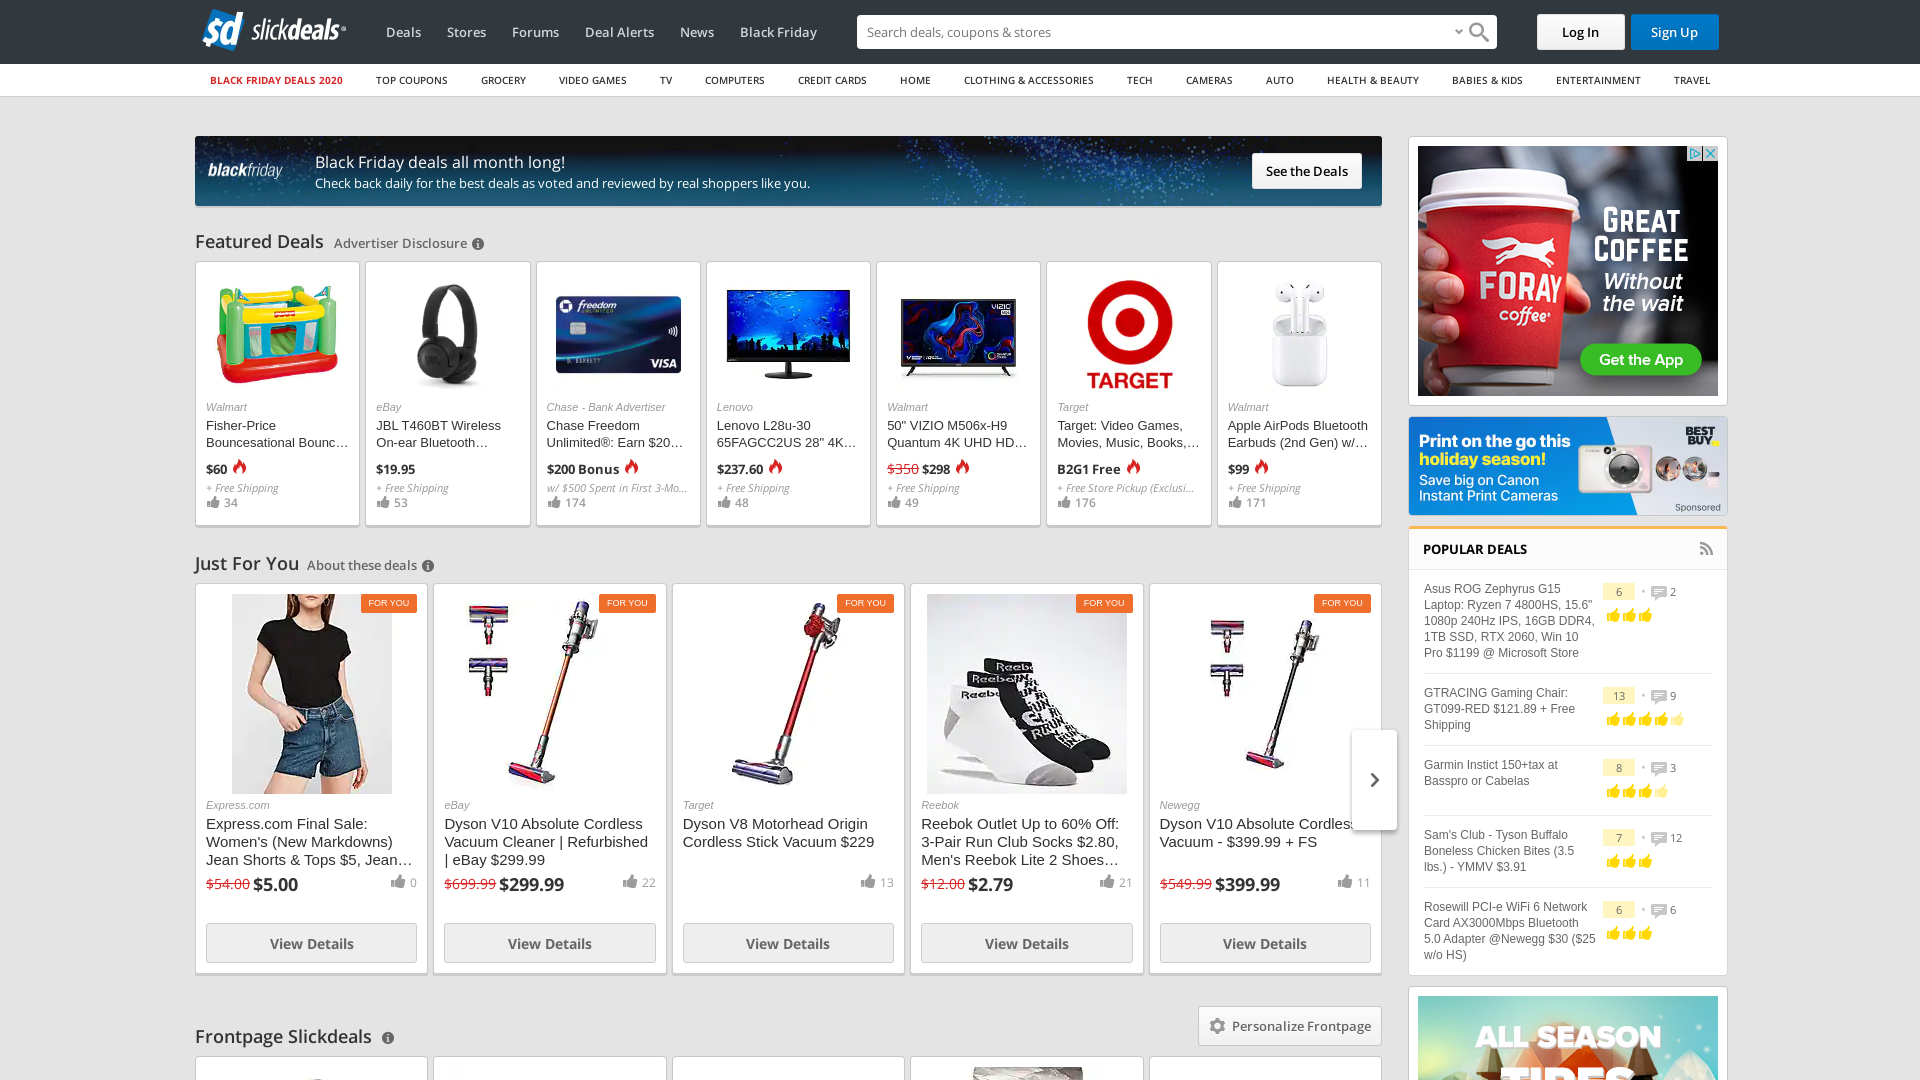 slickdeals
Deals
Stores
Forums
Deal Alerts
News
Black Friday
Search deals, coupons & stores
Log In
Sign Up
BLACK FRIDAY DEALS 2020
TOP COUPONS
GROCERY
VIDEO GAMES
TV
COMPUTERS
CREDIT CARDS
HOME
CLOTHING & ACCESSORIES
TECH
CAMERAS
AUTO
HEALTH & BEAUTY
BABIES & KIDS
ENTERTAINMENT
TRAVEL
blackfriday
Black Friday deals all month long!
Check back daily for the best deals as voted and reviewed by real shoppers like you.
See the Deals
Featured Deals
Advertiser Disclosure
Walmart
Fisher-Price
Bouncesational Bounc…
$60
+ Free Shipping
34
eBay
JBL T460BT Wireless
On-ear Bluetooth…
$19.95
+ Free Shipping
53
freedom
UNLIMITED
VISA
Chase - Bank Advertiser
Chase Freedom
Unlimited®: Earn $20…
$200 Bonus
w/ $500 Spent in First 3-Mo...
174
Lenovo
Lenovo L28u-30
65FAGCC2US 28" 4K…
$237.60
+ Free Shipping
48
VIZIO
Walmart
50" VIZIO M506x-H9
Quantum 4K UHD HD…
$350 $298
+ Free Shipping
49
TARGET
Target
Target: Video Games,
Movies, Music, Books,…
B2G1 Free
+ Free Store Pickup (Exclusi...
176
Walmart
Apple AirPods Bluetooth
Earbuds (2nd Gen) w/…
$99
+ Free Shipping
171
Just For You
About these deals
FOR YOU
Express.com
Express.com Final Sale:
Women's (New Markdowns)
Jean Shorts & Tops $5, Jean…
$54.00 $5.00
0
View Details
FOR YOU
eBay
Dyson V10 Absolute Cordless
Vacuum Cleaner | Refurbished
| eBay $299.99
$699.99 $299.99
22
View Details
FOR YOU
Target
Dyson V8 Motorhead Origin
Cordless Stick Vacuum $229
13
View Details
FOR YOU
Reebok
Reebok
Reebok
Reebok
Reebok Outlet Up to 60% Off:
3-Pair Run Club Socks $2.80,
Men's Reebok Lite 2 Shoes…
$12.00 $2.79
21
View Details
FOR YOU
Newegg
Dyson V10 Absolute Cordless
Vacuum - $399.99 + FS
$549.99 $399.99
11
View Details
Frontpage Slickdeals
Personalize Frontpage
FORAY
coffee
GREAT
COFFEE
Without
the wait
Get the App
Print on the go this
holiday season!
Save big on Canon
Instant Print Cameras
BEST
BUY
Sponsored
POPULAR DEALS
Asus ROG Zephyrus G15
Laptop: Ryzen 7 4800HS, 15.6"
1080p 240Hz IPS, 16GB DDR4,
1TB SSD, RTX 2060, Win 10
Pro $1199 @ Microsoft Store
6
2
GTRACING Gaming Chair:
GT099-RED $121.89 + Free
Shipping
13
9
Garmin Instict 150+tax at
Basspro or Cabelas
8
3
Sam's Club - Tyson Buffalo
Boneless Chicken Bites (3.5
lbs.) - YMMV $3.91
7
12
Rosewill PCI-e WiFi 6 Network
Card AX3000Mbps Bluetooth
5.0 Adapter @Newegg $30 ($25
w/o HS)
6
6
ALL SEASON
TIRES